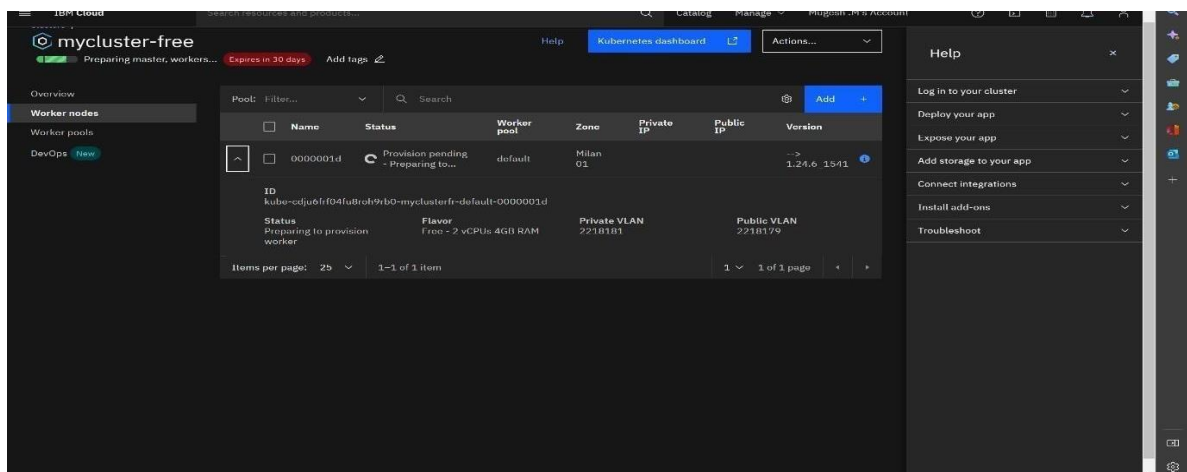 IBM Cloud
Search resources and products...
Catalog
Manage
Mugesh .M's Account
mycluster-free
Preparing master, workers...
Expires in 30 days
Add tags
Help
Kubernetes dashboard
Actions...
Overview
Worker nodes
Worker pools
DevOps New
Pool: Filter...
Search
Add +
Name Status Worker pool Zone Private IP Public IP Version
0000001d
Provision pending
- Preparing to...
default
Milan
01
-->
1.24.6_1541
ID
kube-cdju6frf04fu8roh9rb0-myclusterfr-default-0000001d
Status Flavor Private VLAN Public VLAN
Preparing to provision worker
Free - 2 vCPUs 4GB RAM
2218181
2218179
Items per page: 25
1–1 of 1 item
1
1 of 1 page
Help
Log in to your cluster
Deploy your app
Expose your app
Add storage to your app
Connect integrations
Install add-ons
Troubleshoot